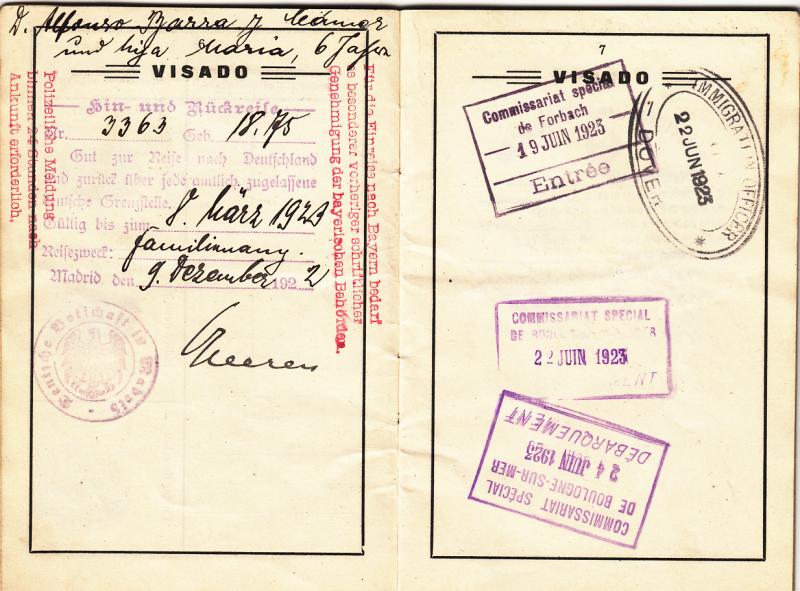 D. Alfonso Ibarra y
und hija Maria, 6 Jahre
VISADO
Hin- und Rückreise
Nr. 3363 Geb. 18.75
Gut zur Reise nach Deutschland
und zurück über jede amtlich zugelassene
deutsche Grenzstelle.
Gültig bis zum 8. März 1923
Reisezweck: Familienang.
Madrid, den 9. Dezember 192 2
Deutsche Botschaft in Madrid
Polizeiliche Meldung
binnen 24 Stunden nach
Ankunft erforderlich.
Für die Einreise nach Bayern bedarf
es besonderer vorheriger schriftlicher
Genehmigung der bayerischen Behörden.
7
VISADO
Commissariat spécial
de Forbach
19 JUIN 1923
Entrée
IMMIGRATION OFFICER
22 JUN 1923
DOVER
COMMISSARIAT SPECIAL
DE
22 JUIN 1923
COMMISSARIAT SPÉCIAL
DE BOULOGNE-SUR-MER
24 JUIN 1923
DÉBARQUEMENT